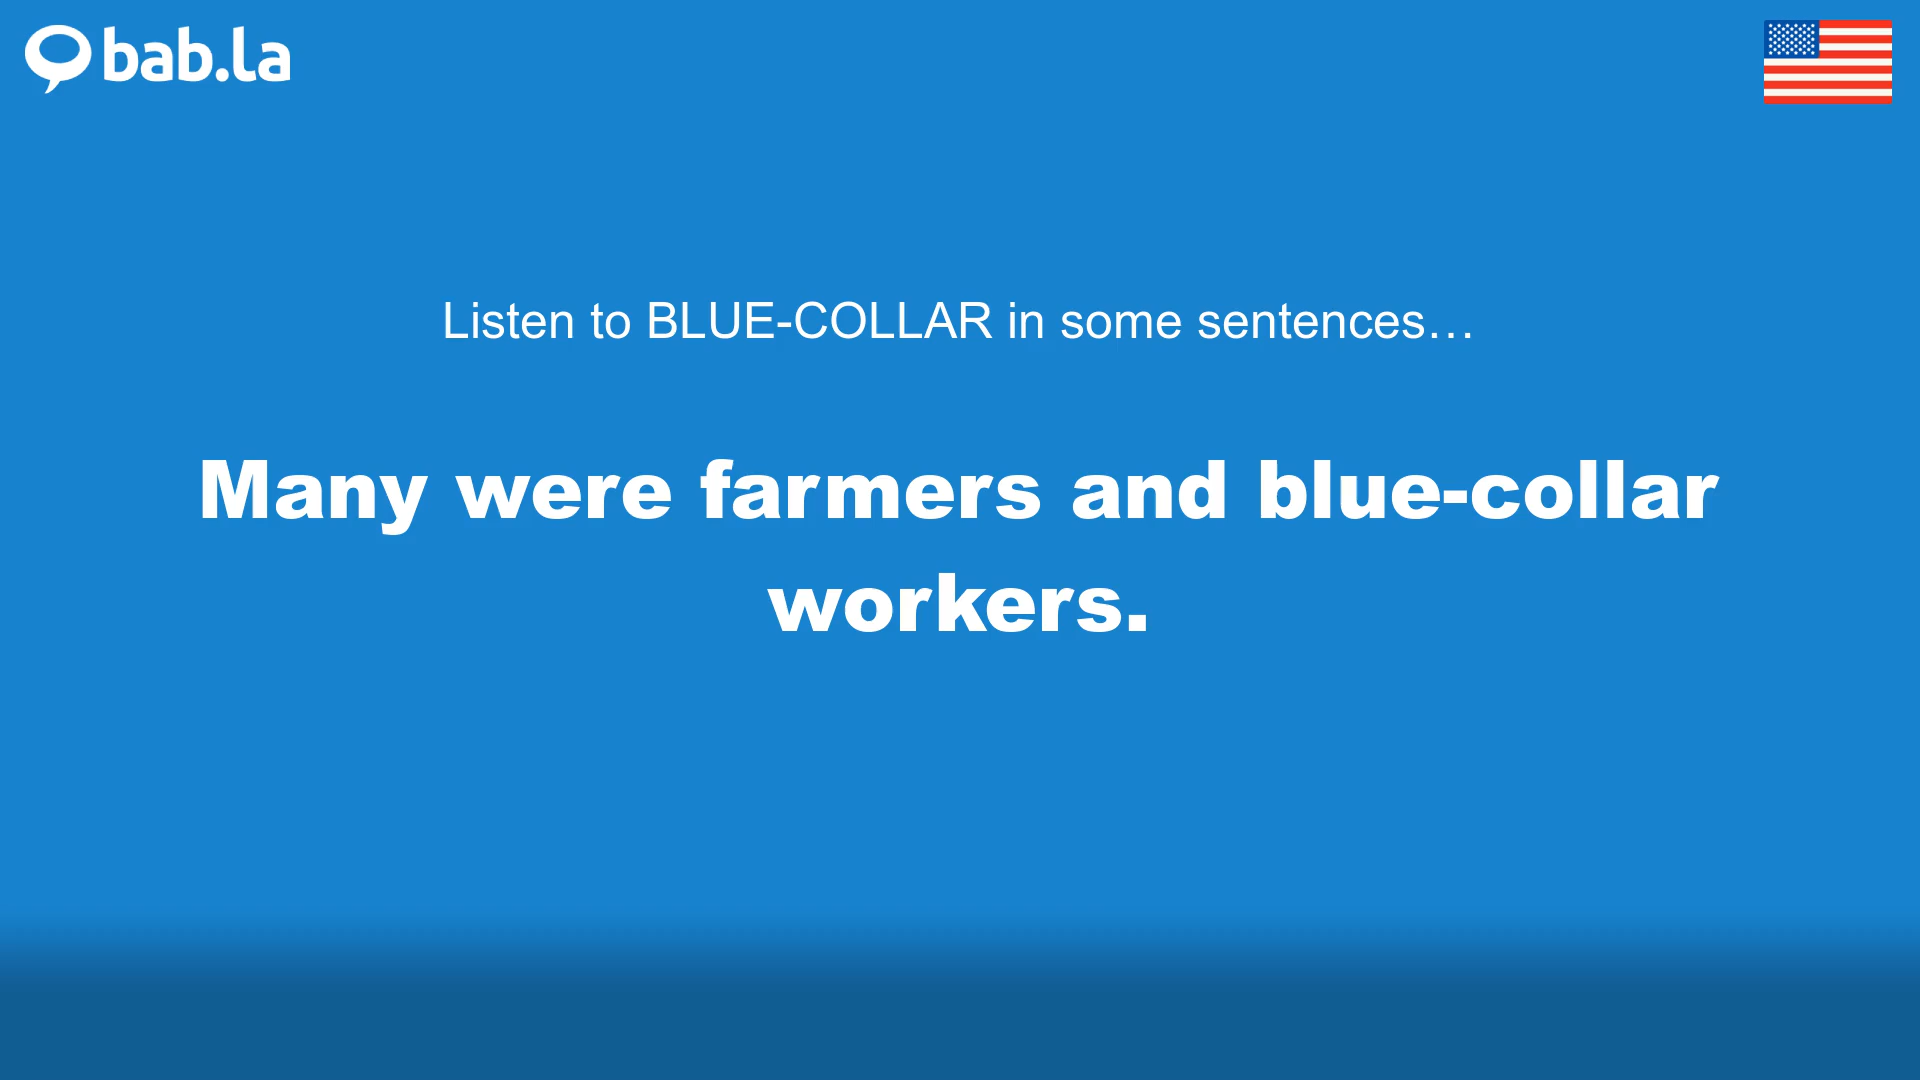 bab.la
Listen to BLUE-COLLAR in some sentences…
Many were farmers and blue-collar
workers.